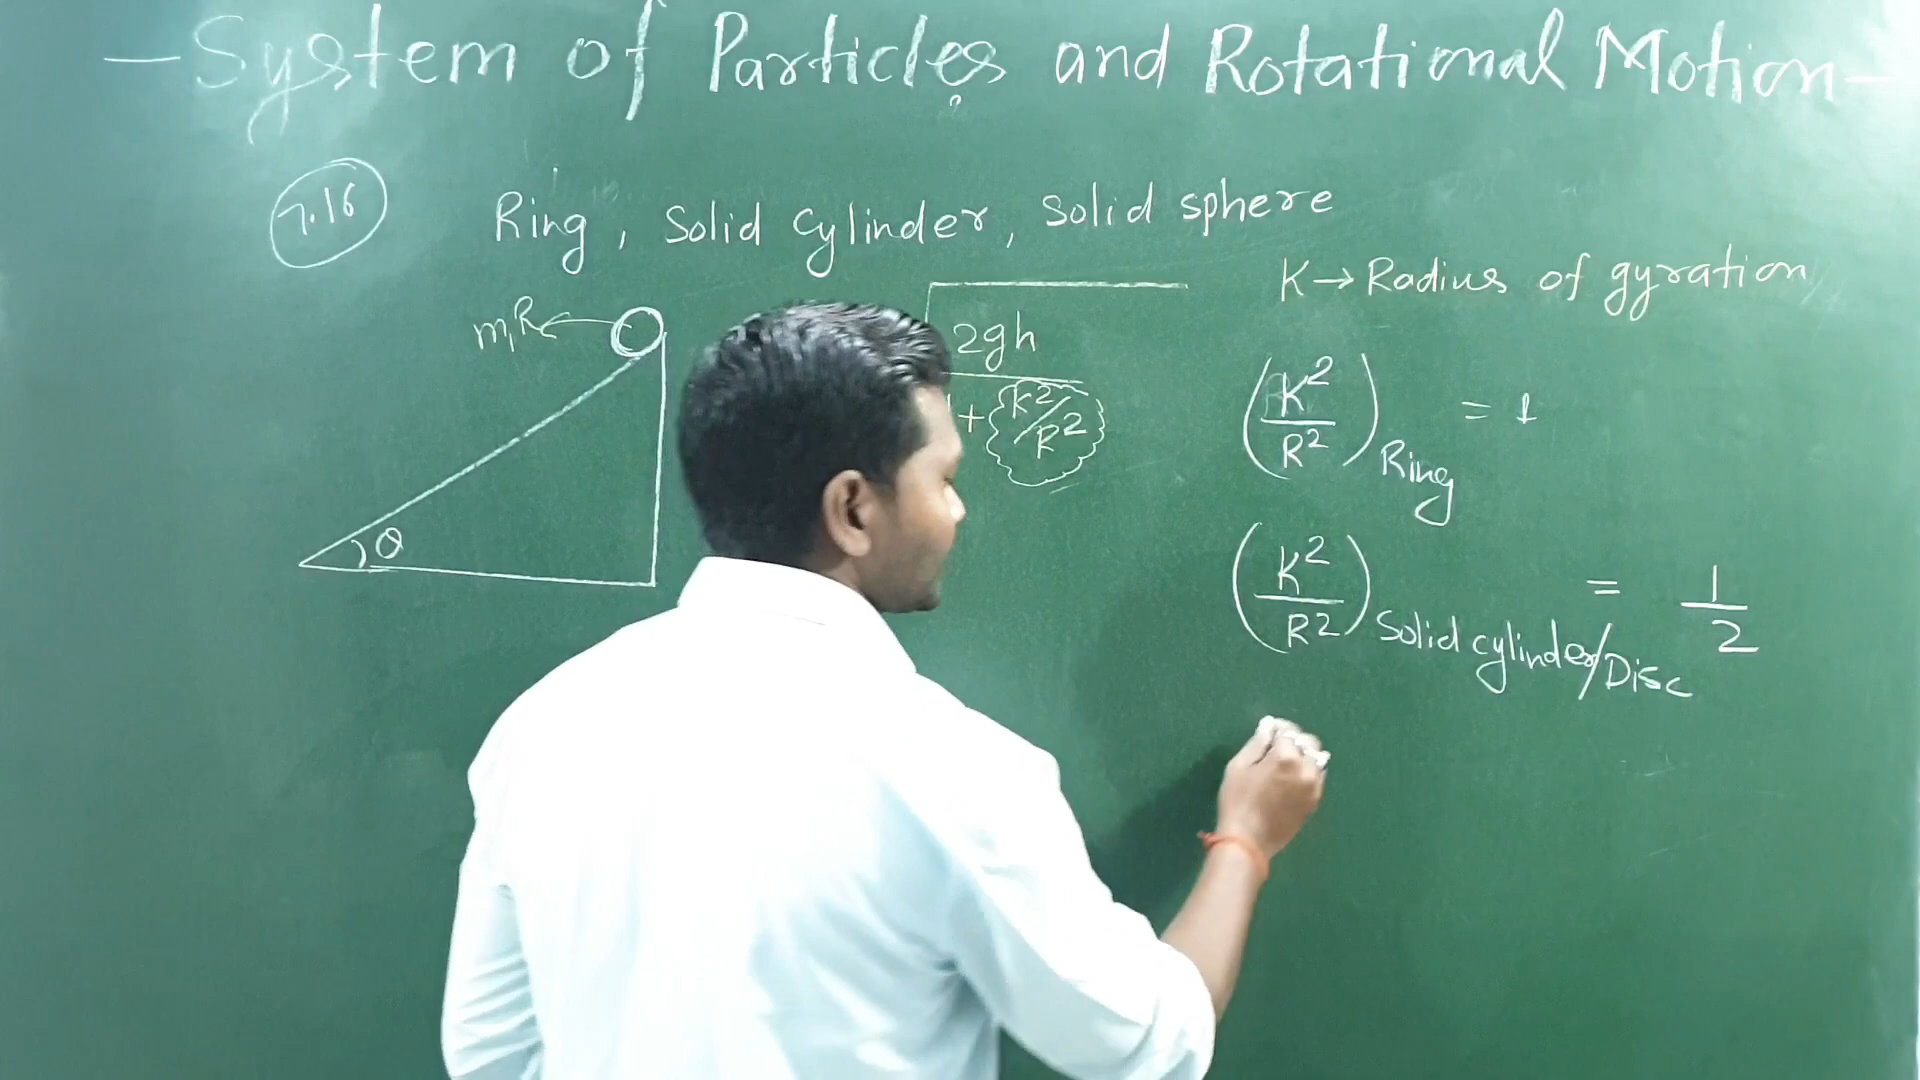 — System of Particles and Rotational Motion —
7.16
Ring, Solid Cylinder, Solid sphere
K → Radius of gyration
m,R
2gh
+ K²/R²
θ
(K²/R²) Ring = 1
(K²/R²) Solid cylinder/Disc = 1/2